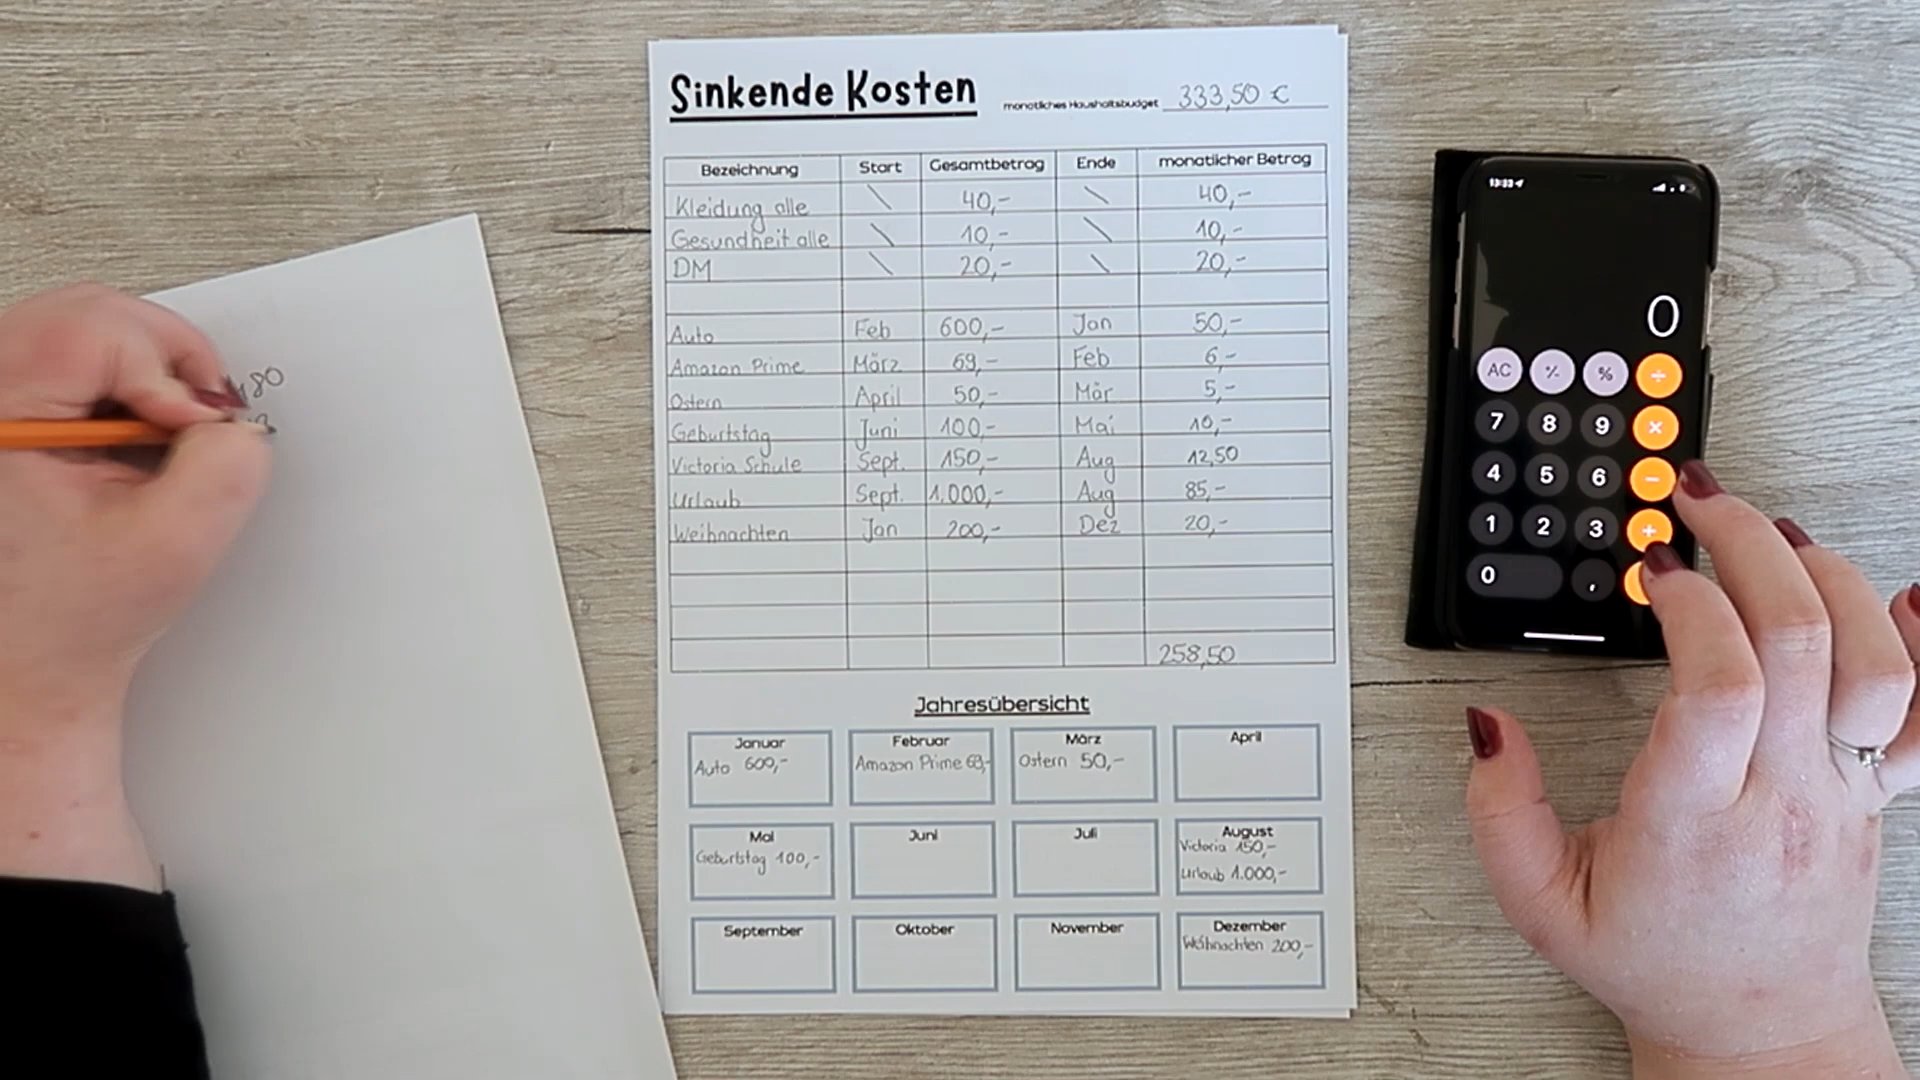 Sinkende Kosten monatliches Haushaltsbudget 333,50 €
Bezeichnung Start Gesamtbetrag Ende monatlicher Betrag
Kleidung alle \ 40,- \ 40,-
Gesundheit alle \ 10,- \ 10,-
DM \ 20,- \ 20,-
Auto Feb 600,- Jan 50,-
Amazon Prime März 69,- Feb 6,-
Ostern April 50,- Mär 5,-
Geburtstag Juni 100,- Mai 10,-
Victoria Schule Sept. 150,- Aug 12,50
Urlaub Sept. 1.000,- Aug 85,-
Weihnachten Jan 200,- Dez 20,-
258,50
Jahresübersicht
Januar Februar März April
Auto 600,- Amazon Prime 69,- Ostern 50,-
Mai Juni Juli August
Geburtstag 100,- Victoria 150,-
Urlaub 1.000,-
September Oktober November Dezember
Weihnachten 200,-
13:33
0
AC % ÷
7 8 9 ×
4 5 6 −
1 2 3 +
0 ,
80